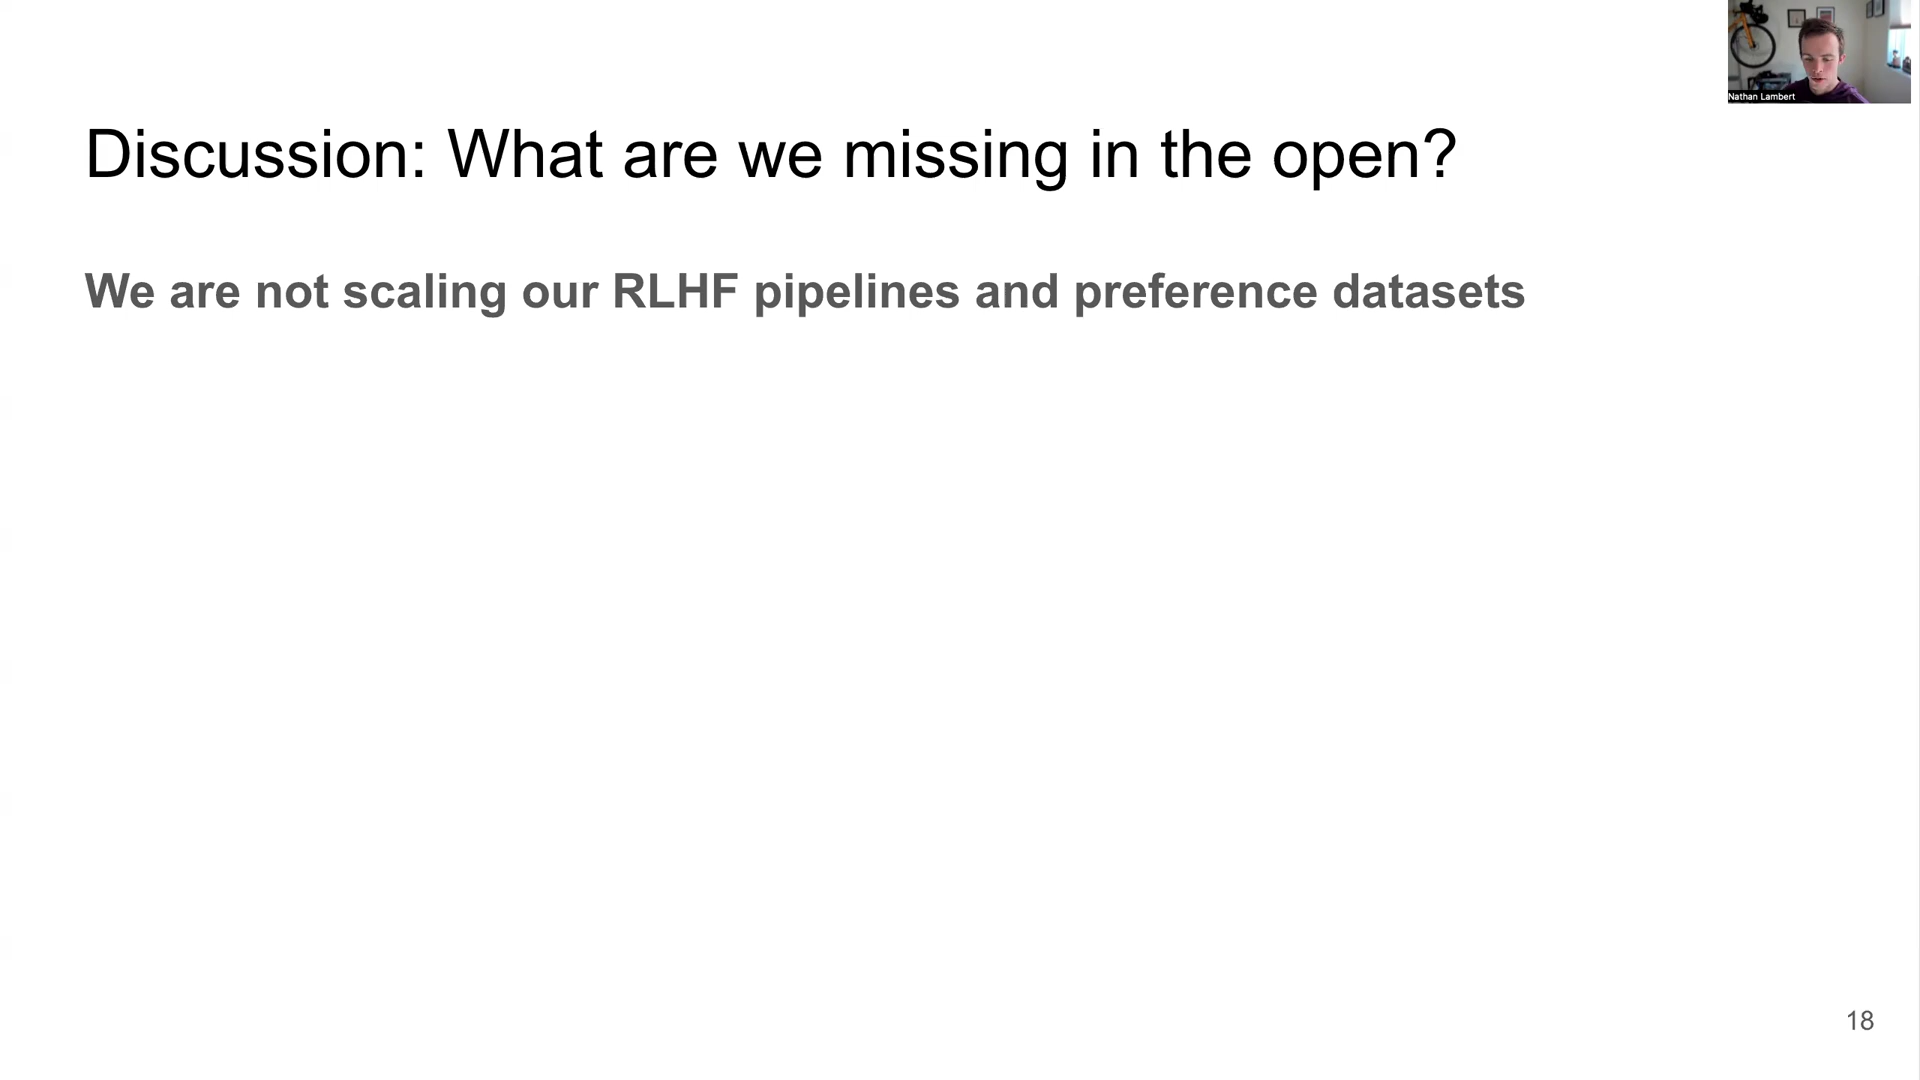 Nathan Lambert
Discussion: What are we missing in the open?
We are not scaling our RLHF pipelines and preference datasets
18